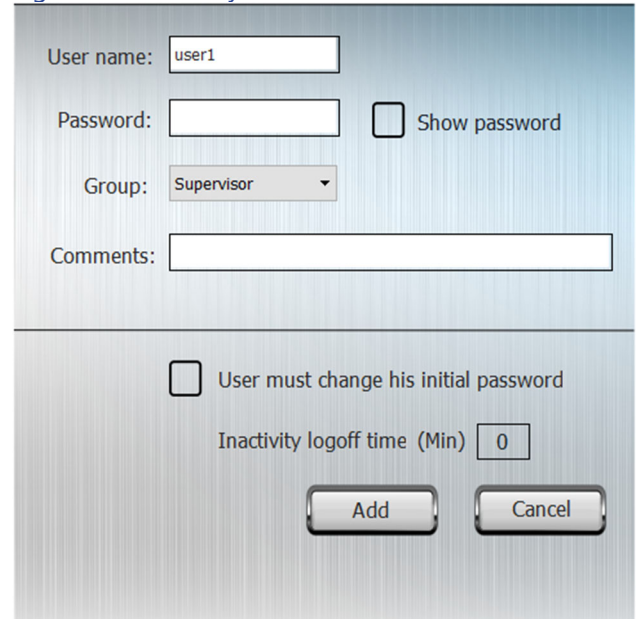 User name: user1
Password: Show password
Group: Supervisor
Comments:
User must change his initial password
Inactivity logoff time (Min) 0
Add Cancel